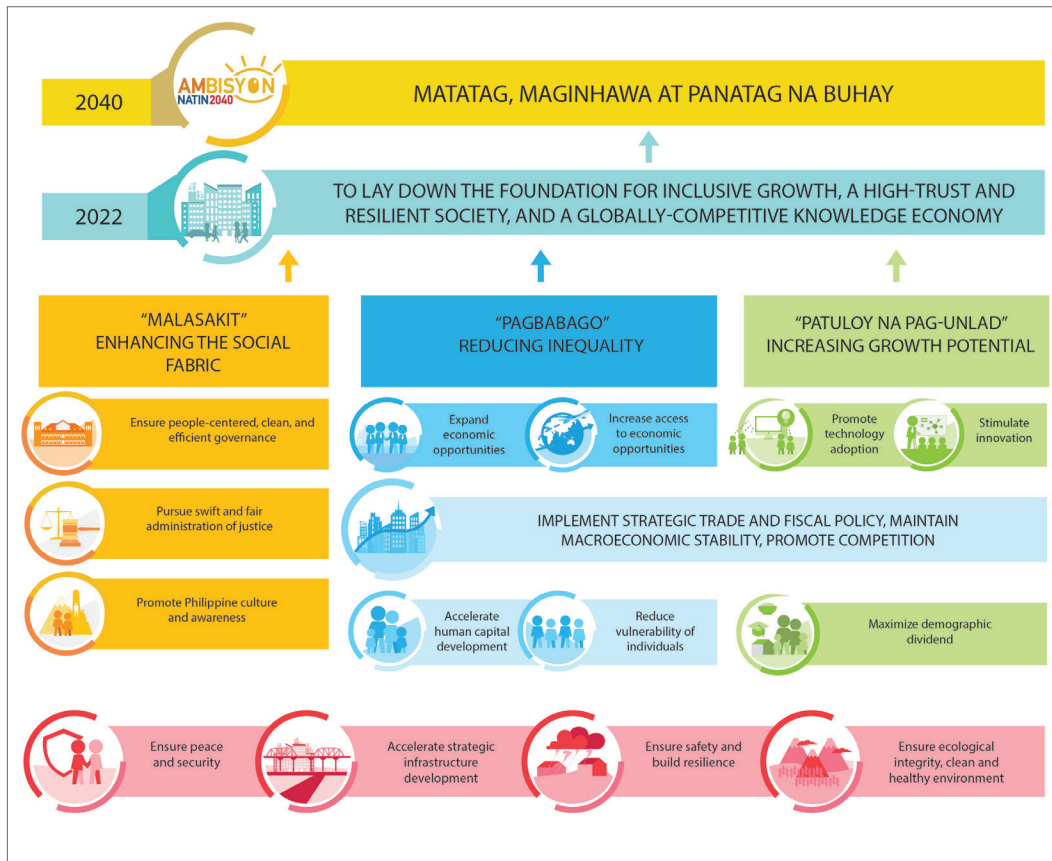 2040
AMBISYON
NATIN2040
MATATAG, MAGINHAWA AT PANATAG NA BUHAY
2022
TO LAY DOWN THE FOUNDATION FOR INCLUSIVE GROWTH, A HIGH-TRUST AND
RESILIENT SOCIETY, AND A GLOBALLY-COMPETITIVE KNOWLEDGE ECONOMY
“MALASAKIT”
ENHANCING THE SOCIAL
FABRIC
Ensure people-centered, clean, and
efficient governance
Pursue swift and fair
administration of justice
Promote Philippine culture
and awareness
“PAGBABAGO”
REDUCING INEQUALITY
Expand
economic
opportunities
Increase access
to economic
opportunities
“PATULOY NA PAG-UNLAD”
INCREASING GROWTH POTENTIAL
Promote
technology
adoption
Stimulate
innovation
IMPLEMENT STRATEGIC TRADE AND FISCAL POLICY, MAINTAIN
MACROECONOMIC STABILITY, PROMOTE COMPETITION
Accelerate
human capital
development
Reduce
vulnerability of
individuals
Maximize demographic
dividend
Ensure peace
and security
Accelerate strategic
infrastructure
development
Ensure safety and
build resilience
Ensure ecological
integrity, clean and
healthy environment